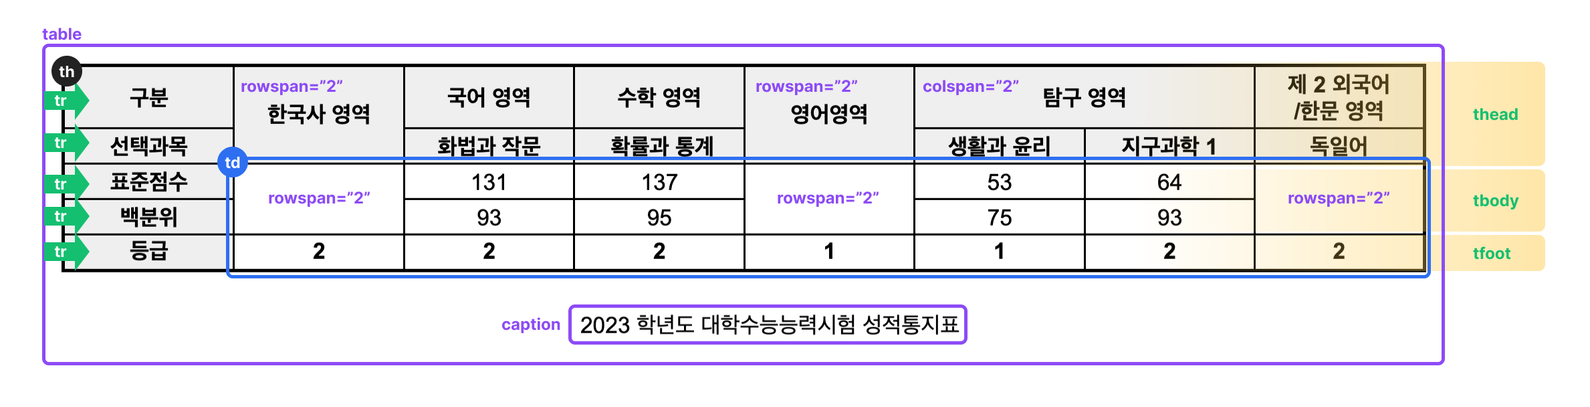 table
th
tr
구분
rowspan=”2”
한국사 영역
국어 영역
수학 영역
rowspan=”2”
영어영역
colspan=”2”
탐구 영역
제 2 외국어
/한문 영역
thead
tr
선택과목
화법과 작문
확률과 통계
생활과 윤리
지구과학 1
독일어
td
tr
표준점수
rowspan=”2”
131
137
rowspan=”2”
53
64
rowspan=”2”
tbody
tr
백분위
93
95
75
93
tr
등급
2
2
2
1
1
2
2
tfoot
caption
2023 학년도 대학수능능력시험 성적통지표